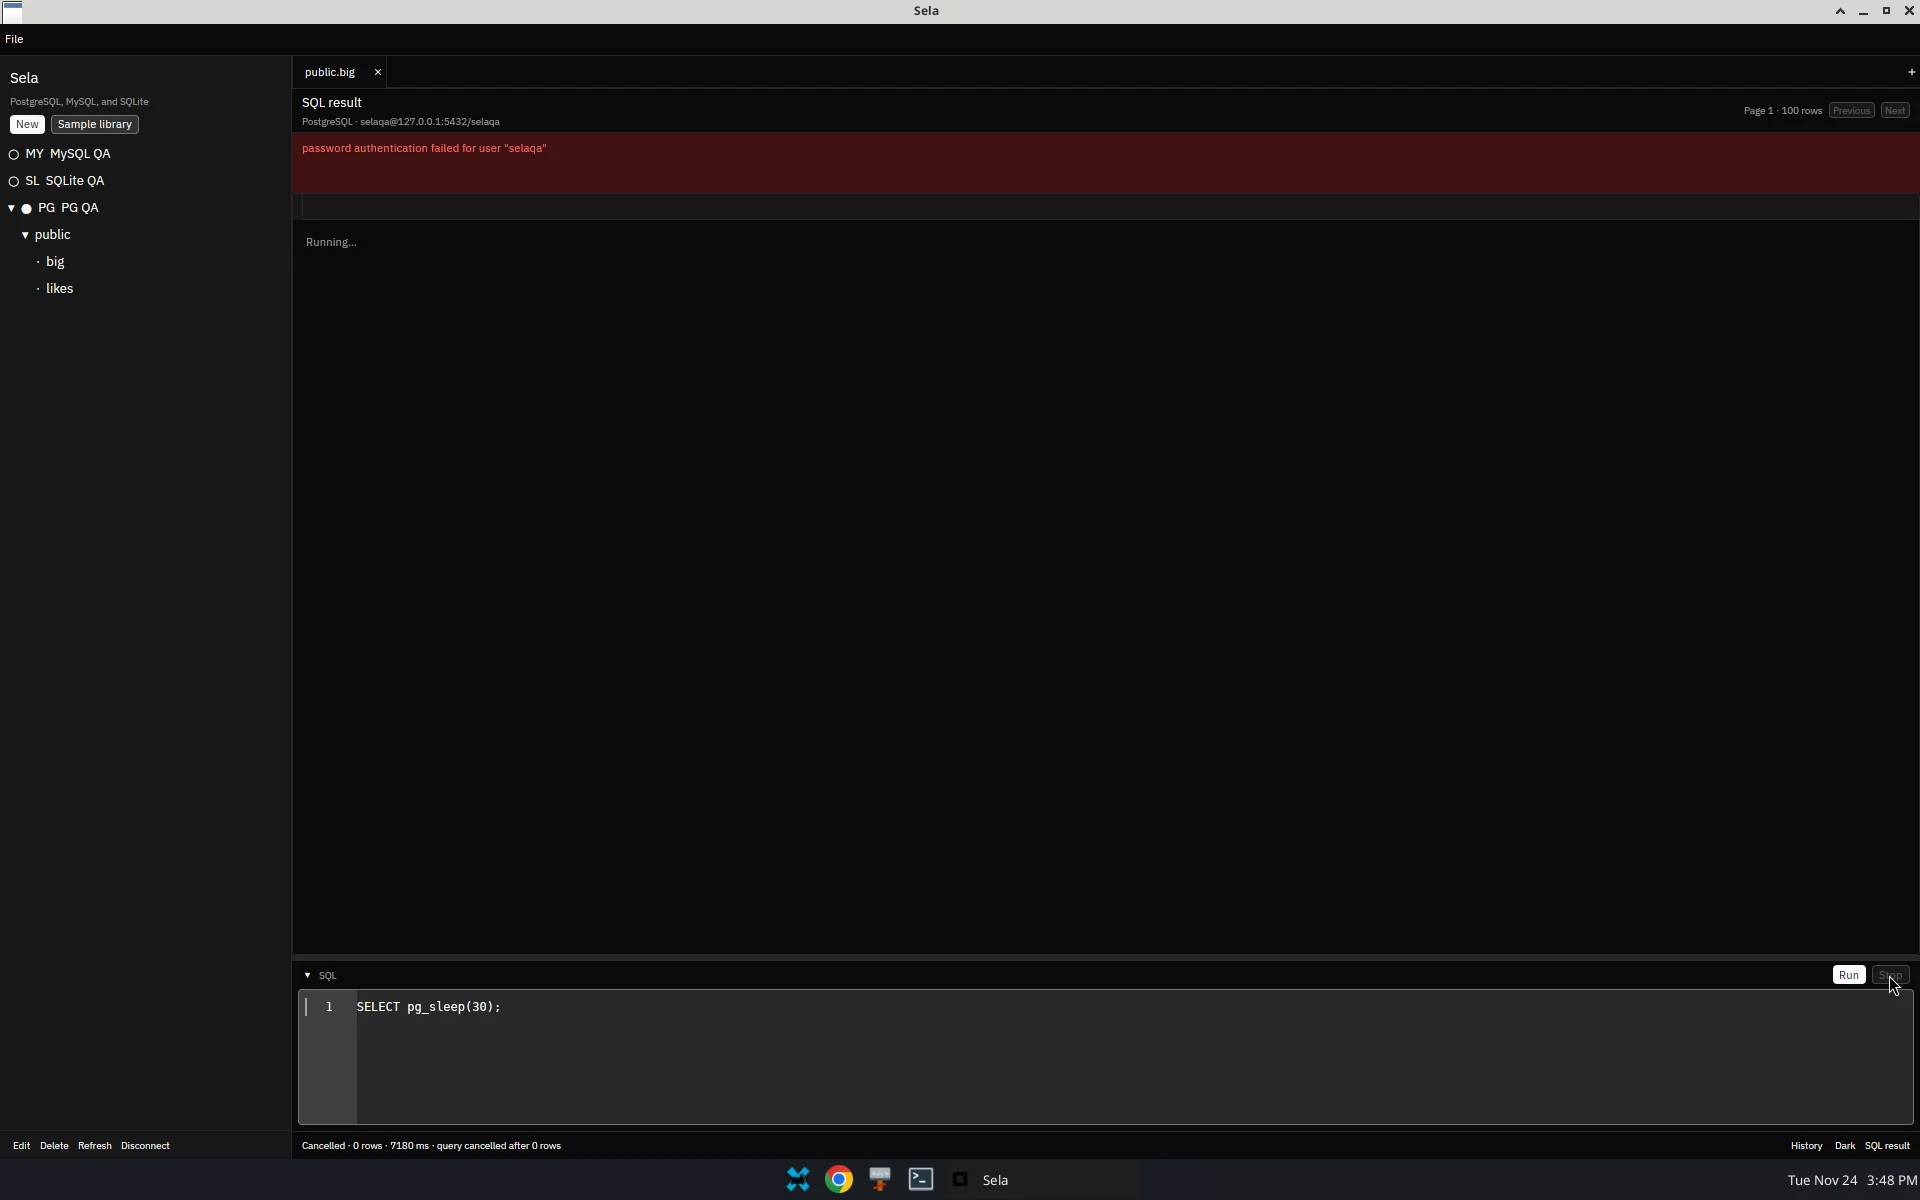 Sela
File
Sela
PostgreSQL, MySQL, and SQLite
New Sample library
MY MySQL QA
SL SQLite QA
PG PG QA
public
big
likes
public.big
SQL result
PostgreSQL · selaqa@127.0.0.1:5432/selaqa
Page 1 · 100 rows Previous Next
password authentication failed for user "selaqa"
Running...
SQL
Run Stop
1 SELECT pg_sleep(30);
Edit Delete Refresh Disconnect
Cancelled · 0 rows · 7180 ms · query cancelled after 0 rows
History Dark SQL result
Sela
Tue Nov 24 3:48 PM